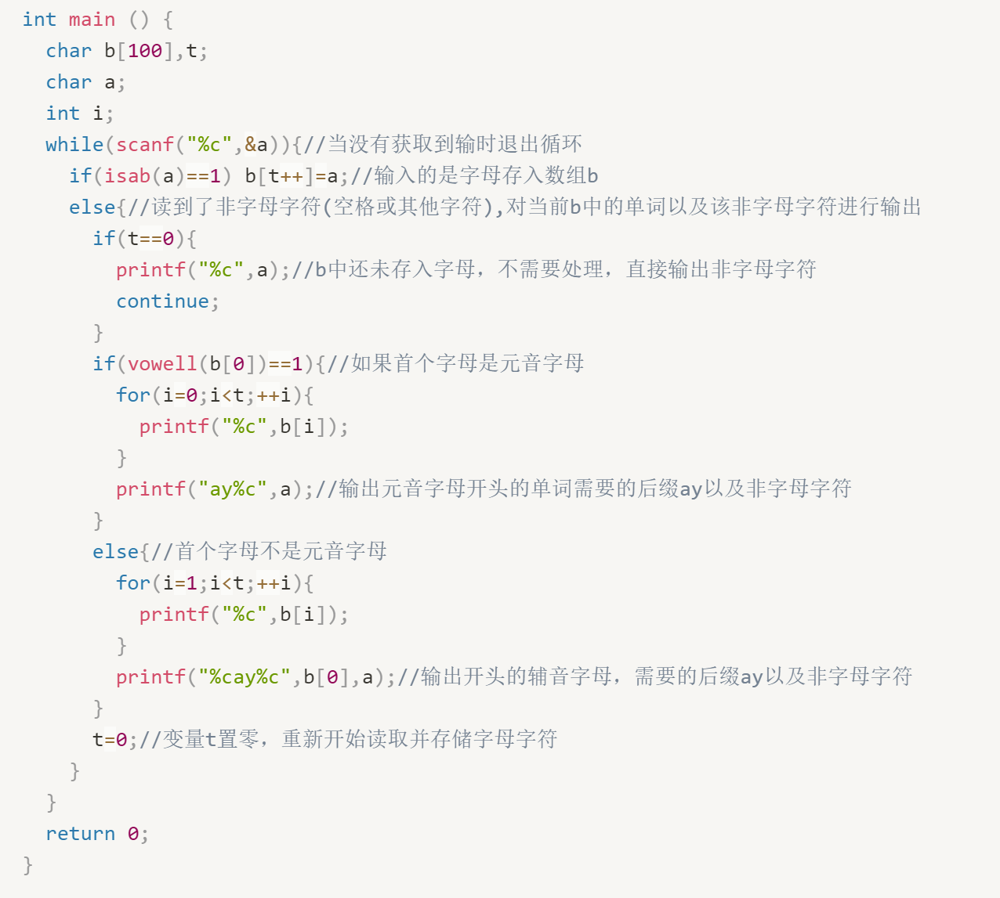 int main () {
  char b[100],t;
  char a;
  int i;
  while(scanf("%c",&a)){//当没有获取到输时退出循环
    if(isab(a)==1) b[t++]=a;//输入的是字母存入数组b
    else{//读到了非字母字符(空格或其他字符),对当前b中的单词以及该非字母字符进行输出
      if(t==0){
        printf("%c",a);//b中还未存入字母，不需要处理，直接输出非字母字符
        continue;
      }
      if(vowell(b[0])==1){//如果首个字母是元音字母
        for(i=0;i<t;++i){
          printf("%c",b[i]);
        }
        printf("ay%c",a);//输出元音字母开头的单词需要的后缀ay以及非字母字符
      }
      else{//首个字母不是元音字母
        for(i=1;i<t;++i){
          printf("%c",b[i]);
        }
        printf("%cay%c",b[0],a);//输出开头的辅音字母，需要的后缀ay以及非字母字符
      }
      t=0;//变量t置零，重新开始读取并存储字母字符
    }
  }
  return 0;
}